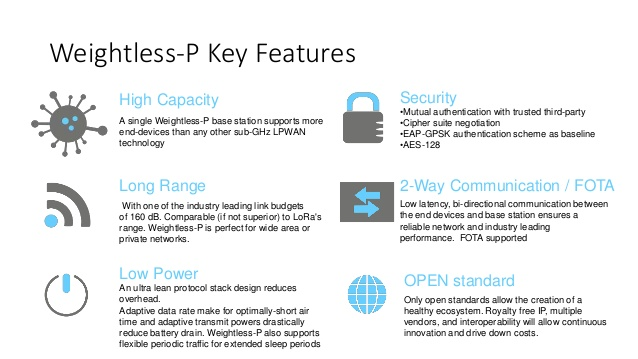 Weightless-P Key Features
High Capacity
A single Weightless-P base station supports more
end-devices than any other sub-GHz LPWAN
technology
Long Range
With one of the industry leading link budgets
of 160 dB. Comparable (if not superior) to LoRa's
range. Weightless-P is perfect for wide area or
private networks.
Low Power
An ultra lean protocol stack design reduces
overhead.
Adaptive data rate make for optimally-short air
time and adaptive transmit powers drastically
reduce battery drain. Weightless-P also supports
flexible periodic traffic for extended sleep periods
Security
•Mutual authentication with trusted third-party
•Cipher suite negotiation
•EAP-GPSK authentication scheme as baseline
•AES-128
2-Way Communication / FOTA
Low latency, bi-directional communication between
the end devices and base station ensures a
reliable network and industry leading
performance. FOTA supported
OPEN standard
Only open standards allow the creation of a
healthy ecosystem. Royalty free IP, multiple
vendors, and interoperability will allow continuous
innovation and drive down costs.